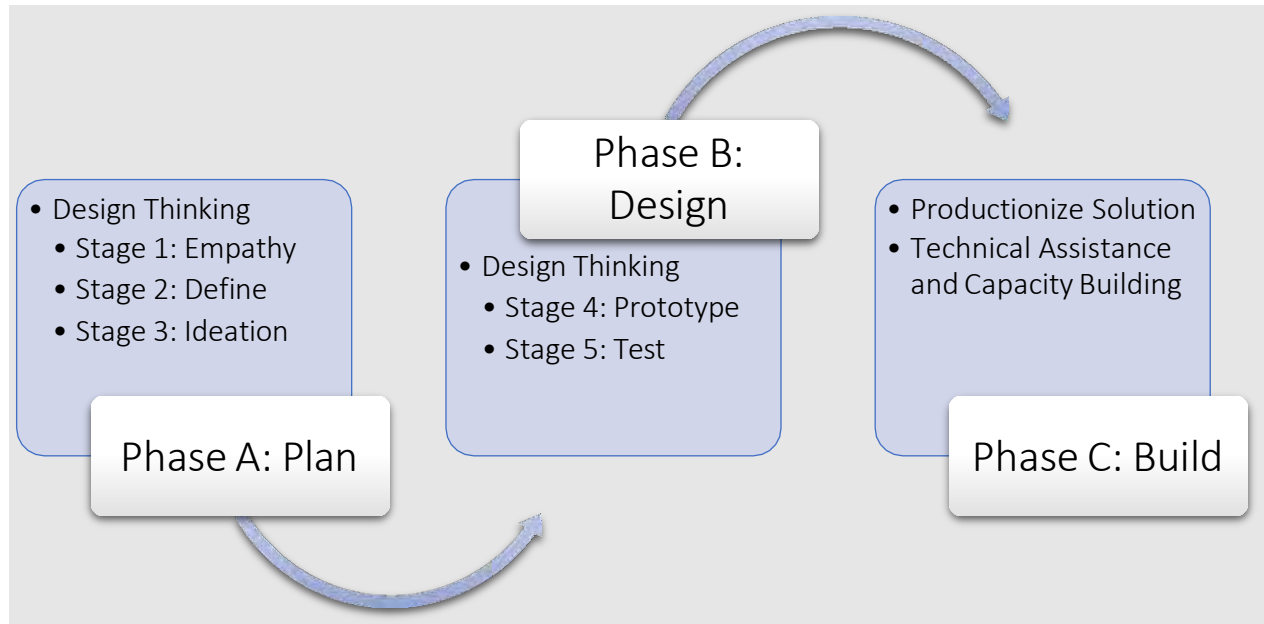 • Design Thinking
• Stage 1: Empathy
• Stage 2: Define
• Stage 3: Ideation
Phase A: Plan
Phase B:
Design
• Design Thinking
• Stage 4: Prototype
• Stage 5: Test
• Productionize Solution
• Technical Assistance
and Capacity Building
Phase C: Build